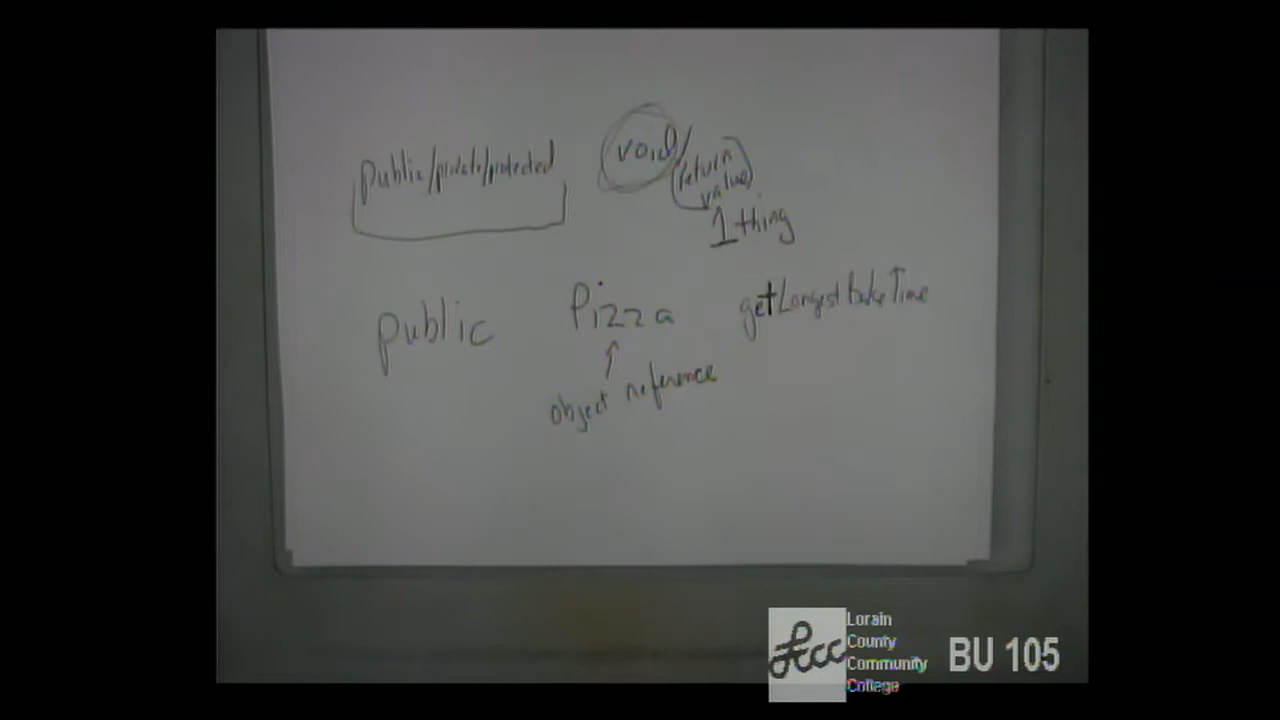 public/private/protected void/
(return value)
1 thing
public Pizza getLongestBakeTime
object reference
Lorain
County
Community
College
lccc
BU 105